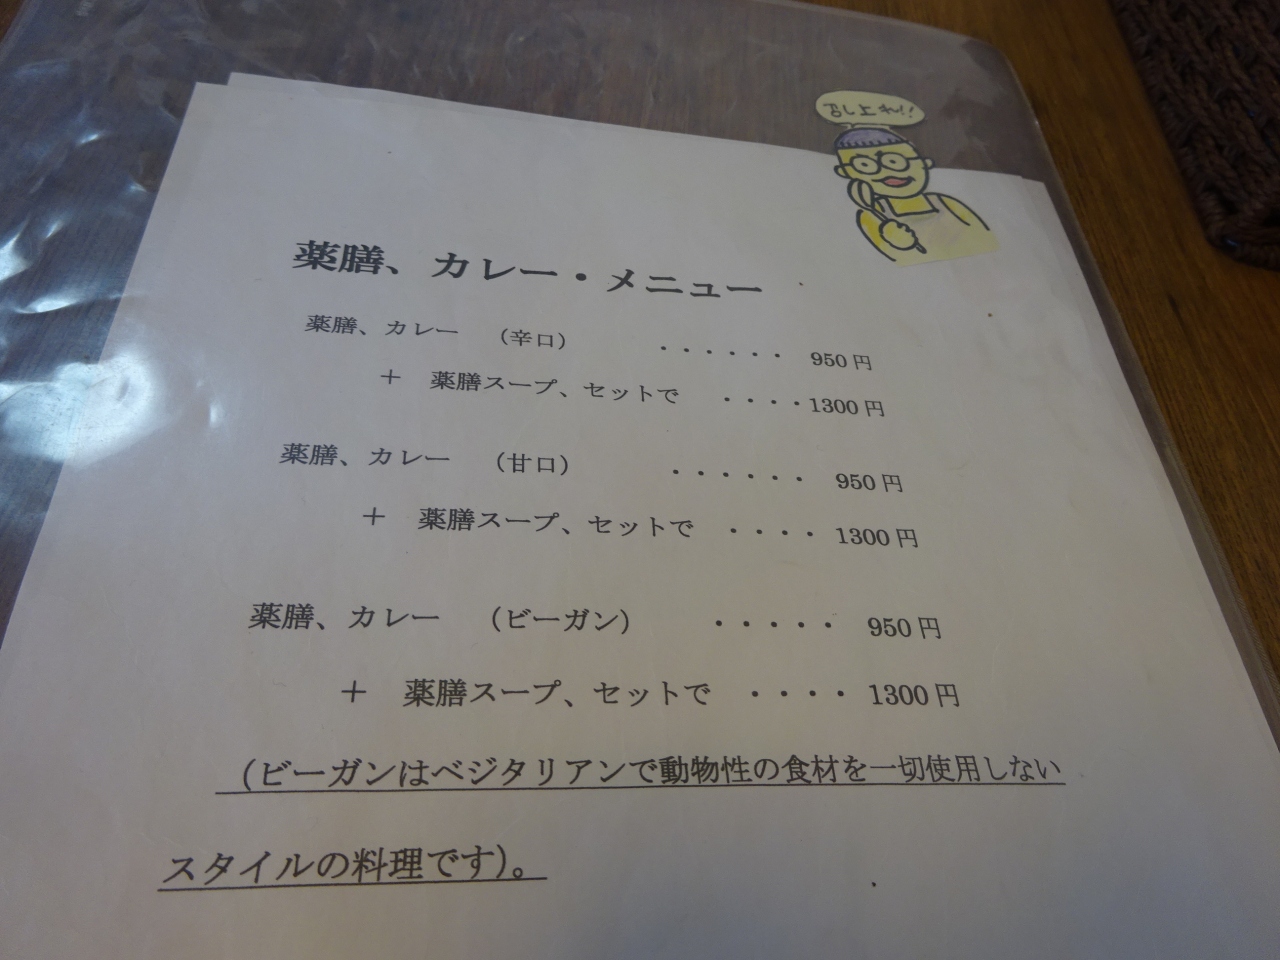 召し上れ!!
薬膳、カレー・メニュー
薬膳、カレー （辛口） ・・・・・・ 950円
＋ 薬膳スープ、セットで ・・・・1300円
薬膳、カレー （甘口） ・・・・・・ 950円
＋ 薬膳スープ、セットで ・・・・ 1300円
薬膳、カレー （ビーガン） ・・・・・ 950円
＋ 薬膳スープ、セットで ・・・・ 1300円
(ビーガンはベジタリアンで動物性の食材を一切使用しない
スタイルの料理です)。